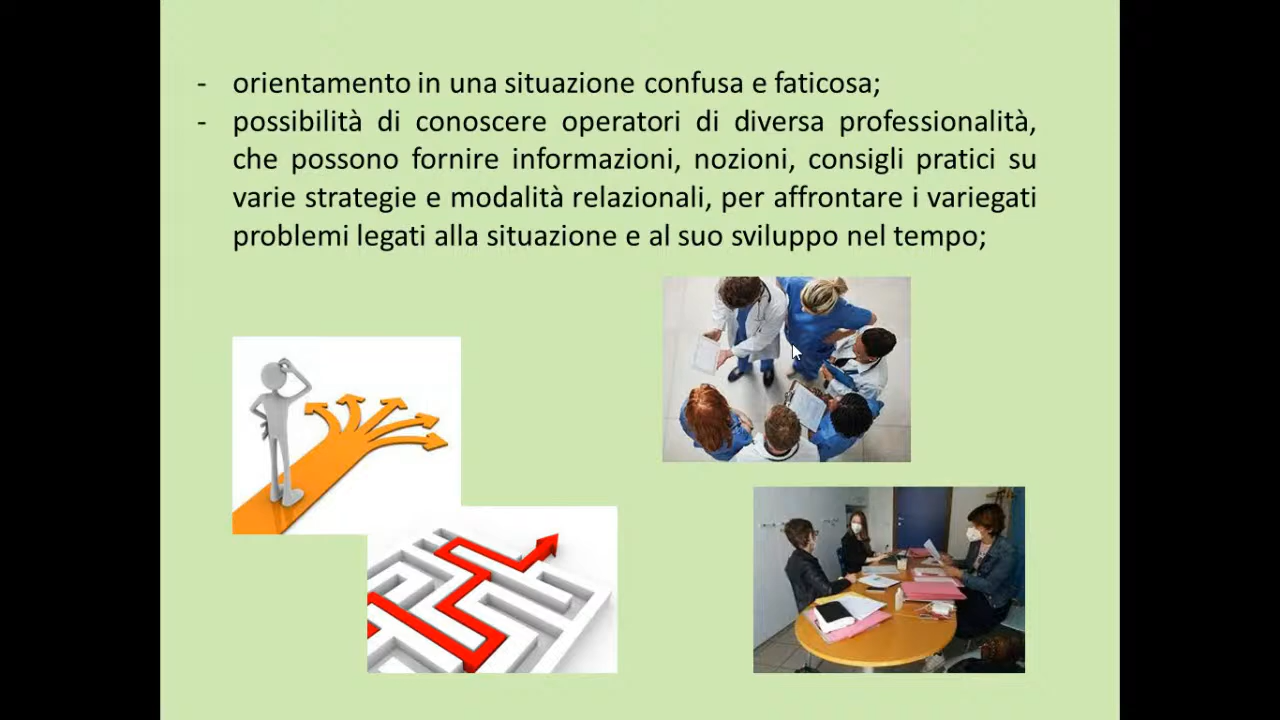 - orientamento in una situazione confusa e faticosa;
- possibilità di conoscere operatori di diversa professionalità,
che possono fornire informazioni, nozioni, consigli pratici su
varie strategie e modalità relazionali, per affrontare i variegati
problemi legati alla situazione e al suo sviluppo nel tempo;